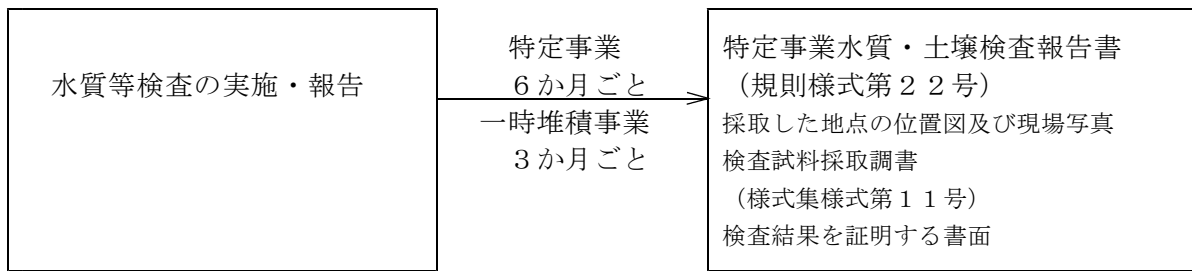 水質等検査の実施・報告
特定事業
６か月ごと
一時堆積事業
３か月ごと
特定事業水質・土壌検査報告書
（規則様式第２２号）
採取した地点の位置図及び現場写真
検査試料採取調書
（様式集様式第１１号）
検査結果を証明する書面